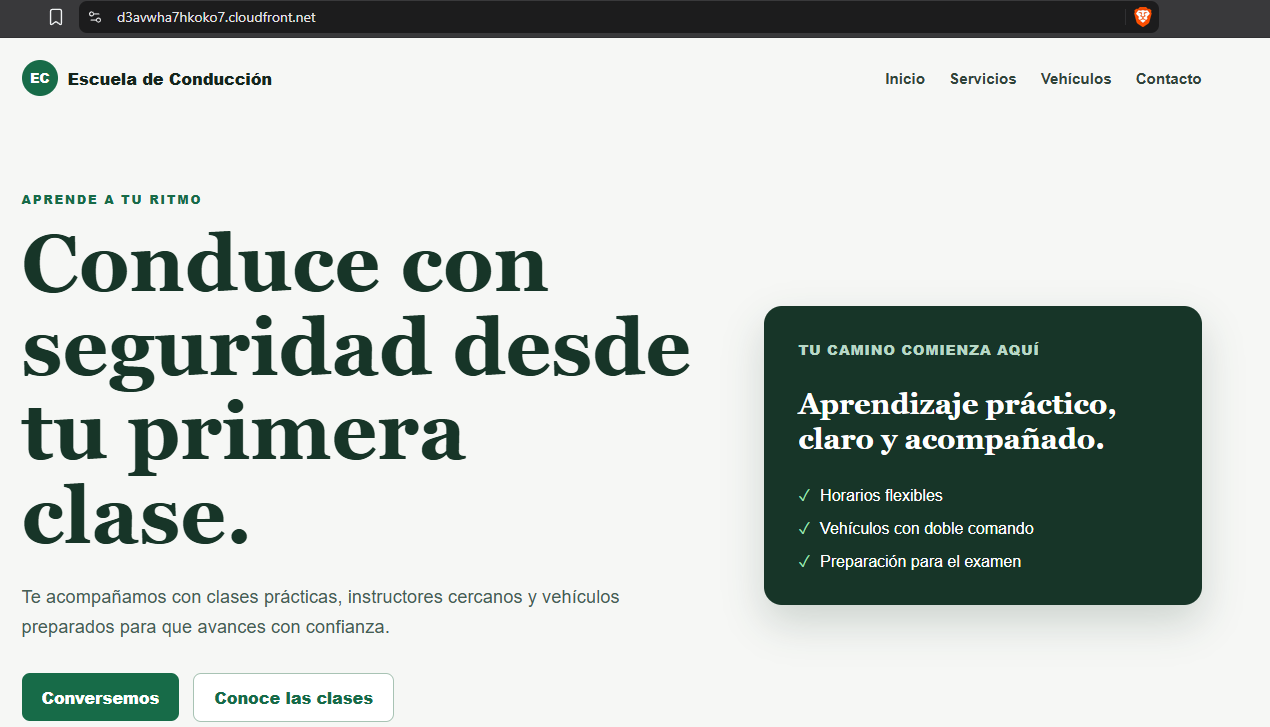 d3avwha7hkoko7.cloudfront.net
EC Escuela de Conducción
Inicio Servicios Vehículos Contacto
APRENDE A TU RITMO
Conduce con
seguridad desde
tu primera
clase.
Te acompañamos con clases prácticas, instructores cercanos y vehículos
preparados para que avances con confianza.
Conversemos
Conoce las clases
TU CAMINO COMIENZA AQUÍ
Aprendizaje práctico,
claro y acompañado.
✓ Horarios flexibles
✓ Vehículos con doble comando
✓ Preparación para el examen